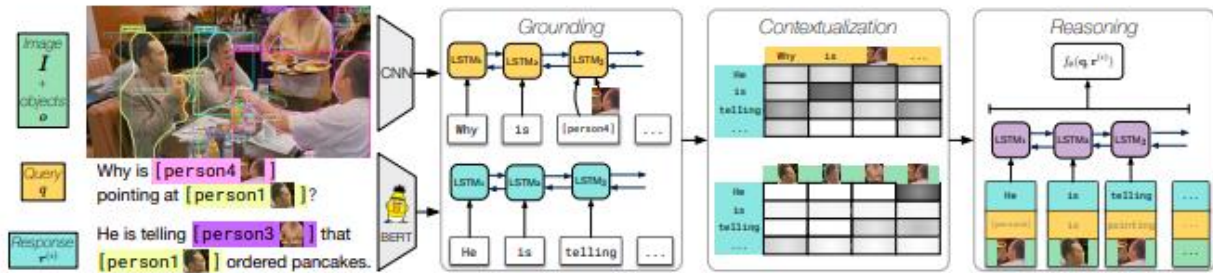 Image
I
+
objects
o
Query
q
Response
r(i)
Why is [person4]
pointing at [person1]?
He is telling [person3] that
[person1] ordered pancakes.
CNN
BERT
Grounding
LSTM₁ LSTM₂ LSTM₃
Why is [person4] ...
LSTM₁ LSTM₂ LSTM₃
He is telling ...
Contextualization
Why is ...
He
is
telling
...
He
is
telling
...
Reasoning
LSTM₁ LSTM₂ LSTM₃
He is telling ...
is pointing ...
...